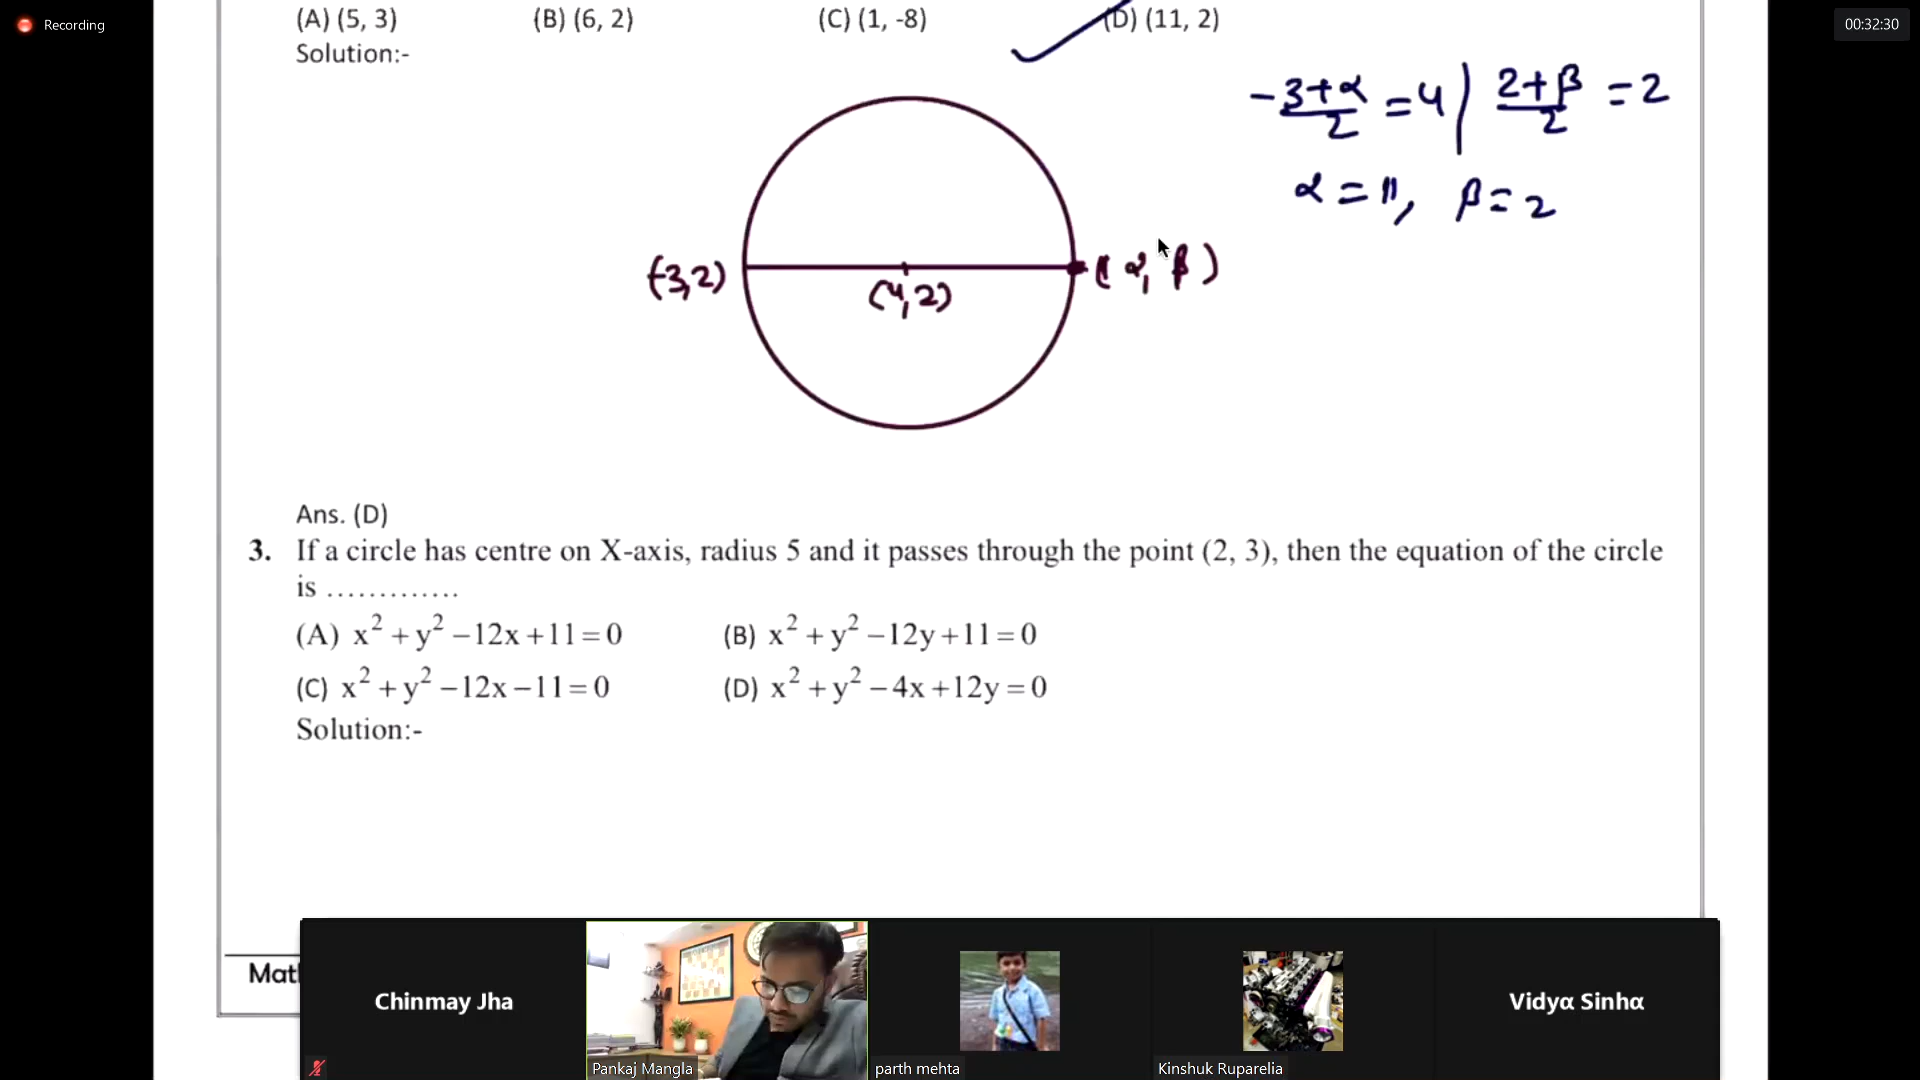 Recording
00:32:30
(A) (5, 3) (B) (6, 2) (C) (1, -8) (D) (11, 2)
Solution:-
-3+α/2 = 4 | 2+β/2 = 2
α = 11, β = 2
(-3,2) (4,2) (α, β)
Ans. (D)
3. If a circle has centre on X-axis, radius 5 and it passes through the point (2, 3), then the equation of the circle
is .............
(A) x² + y² − 12x + 11 = 0 (B) x² + y² − 12y + 11 = 0
(C) x² + y² − 12x − 11 = 0 (D) x² + y² − 4x + 12y = 0
Solution:-
Chinmay Jha
Vidyα Sinhα
Pankaj Mangla
parth mehta
Kinshuk Ruparelia